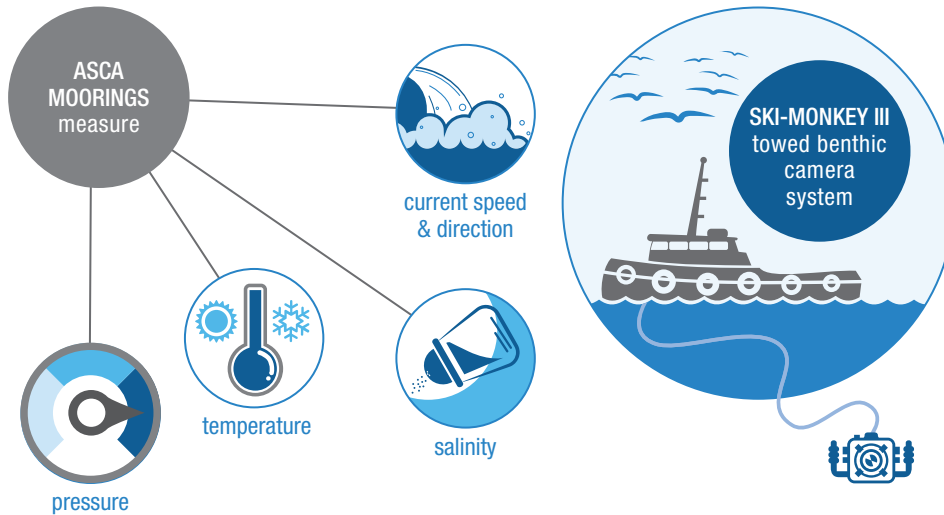 ASCA
MOORINGS
measure
current speed
& direction
temperature
salinity
pressure
SKI-MONKEY III
towed benthic
camera
system